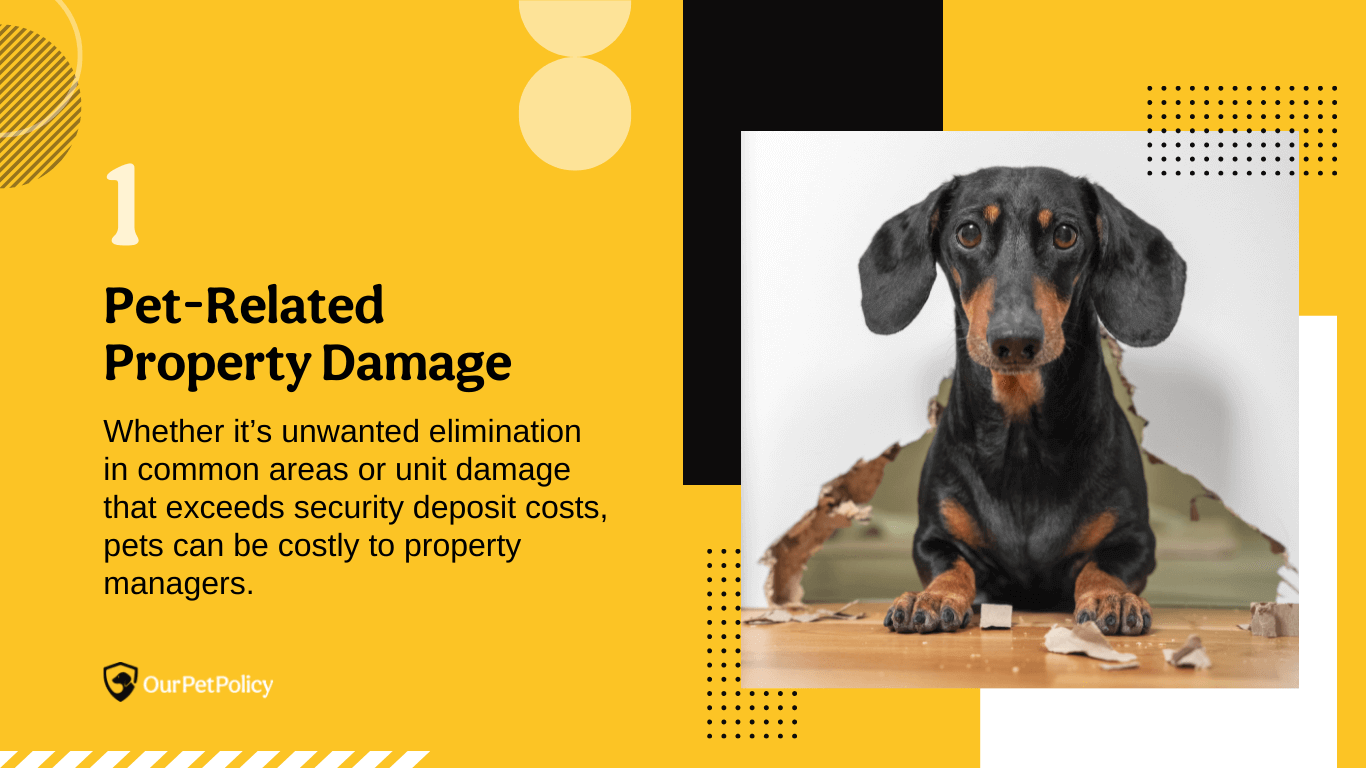 1
Pet-Related
Property Damage
Whether it’s unwanted elimination
in common areas or unit damage
that exceeds security deposit costs,
pets can be costly to property
managers.
OurPetPolicy